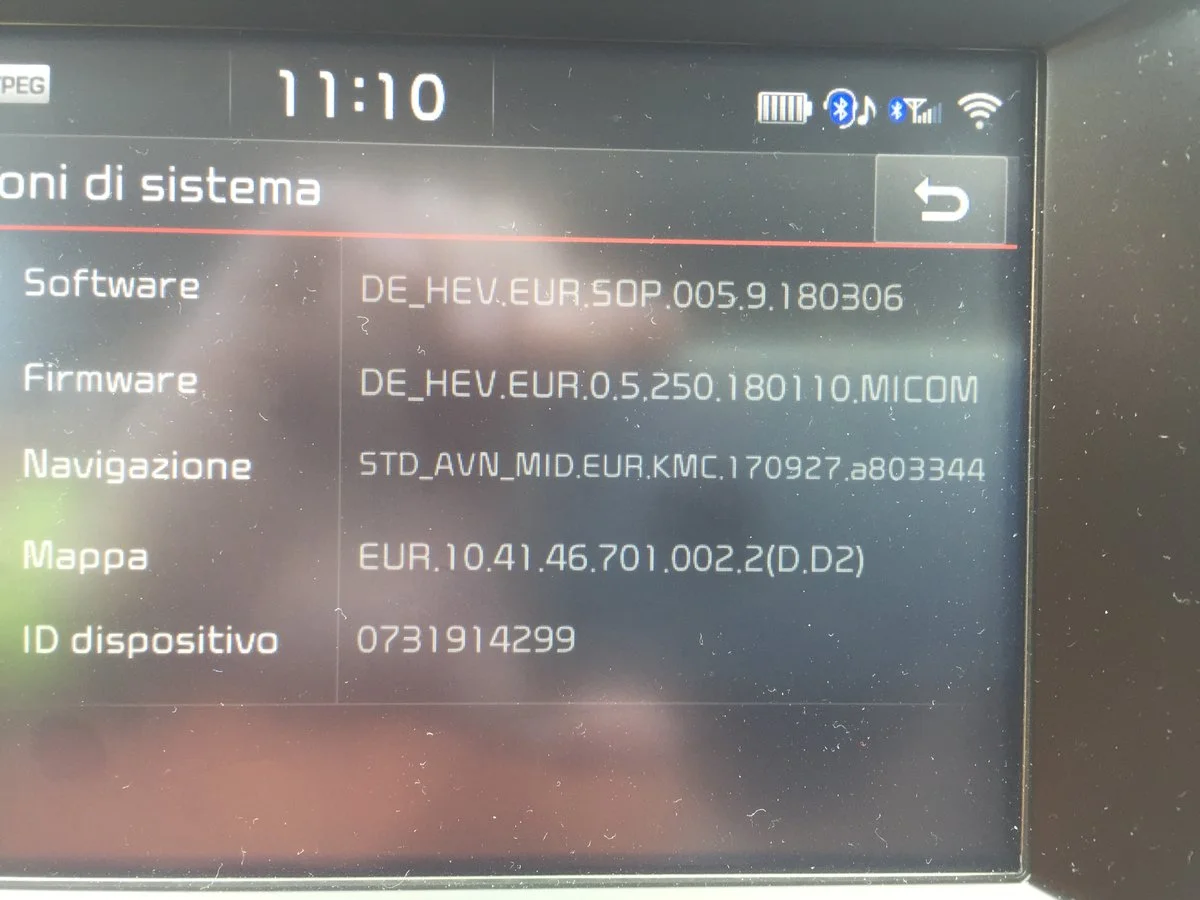 TPEG
11:10
oni di sistema
Software DE_HEV.EUR.SOP.005.9.180306
Firmware DE_HEV.EUR.0.5.250.180110.MICOM
Navigazione STD_AVN_MID.EUR.KMC.170927.a803344
Mappa EUR.10.41.46.701.002.2(D.D2)
ID dispositivo 0731914299